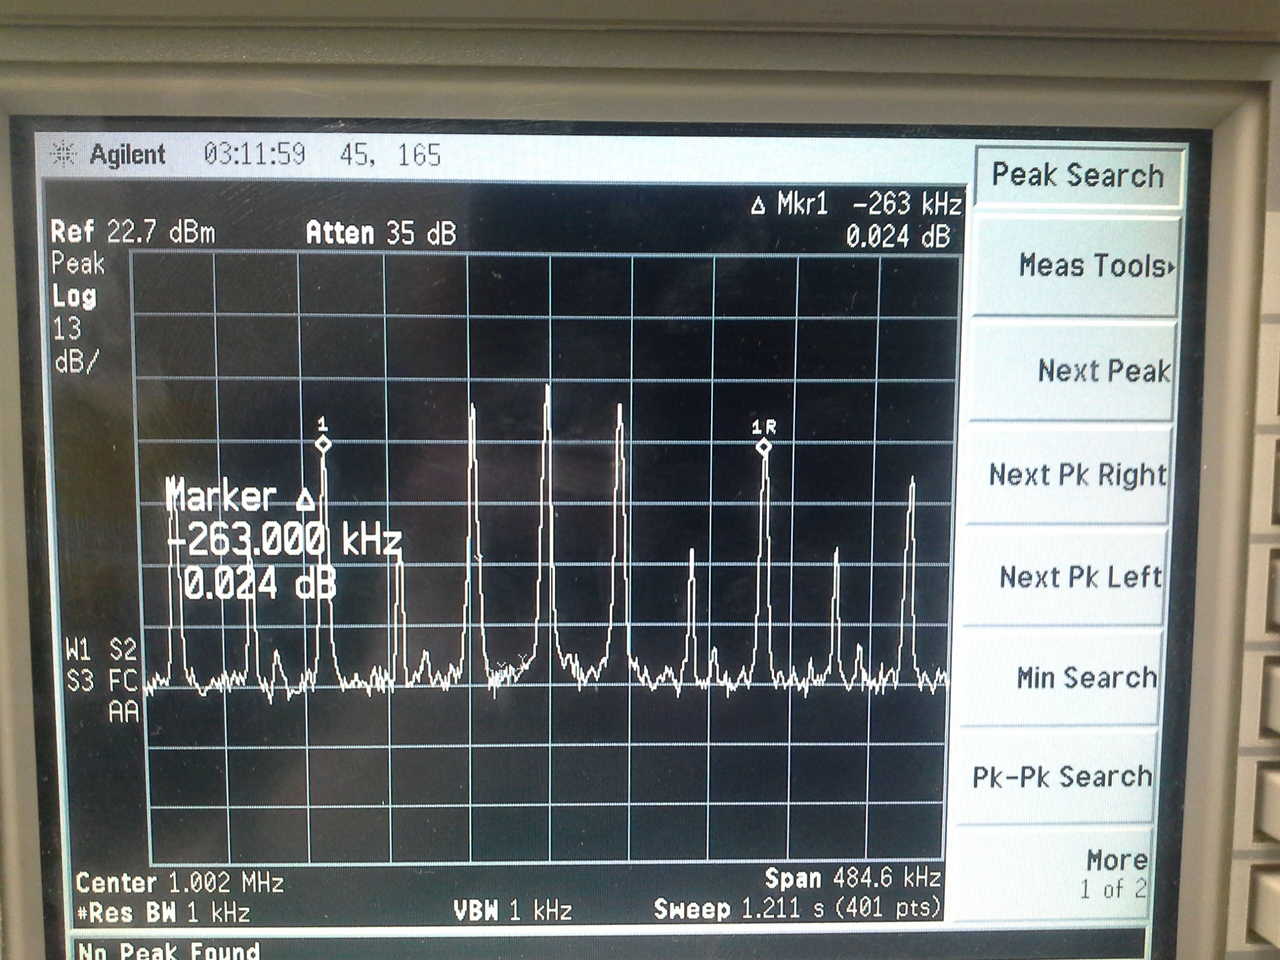 Agilent 03:11:59 45, 165
Peak Search
Δ Mkr1 -263 kHz
Ref 22.7 dBm Atten 35 dB 0.024 dB
Peak
Log
13
dB/
Meas Tools
Next Peak
1
1R
Next Pk Right
Marker Δ
-263.000 kHz
0.024 dB
Next Pk Left
W1 S2
S3 FC
AA
Min Search
Pk-Pk Search
More
1 of 2
Center 1.002 MHz Span 484.6 kHz
#Res BW 1 kHz VBW 1 kHz Sweep 1.211 s (401 pts)
No Peak Found